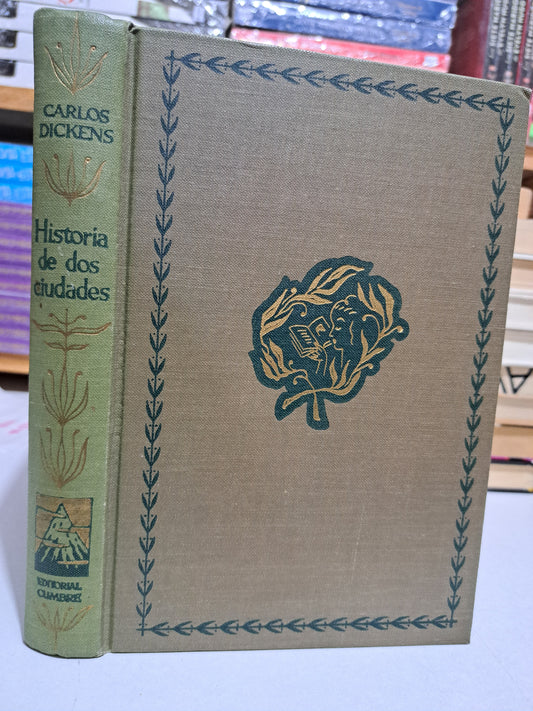 CARLOS
DICKENS
Historia
de dos
ciudades
EDITORIAL
CUMBRE